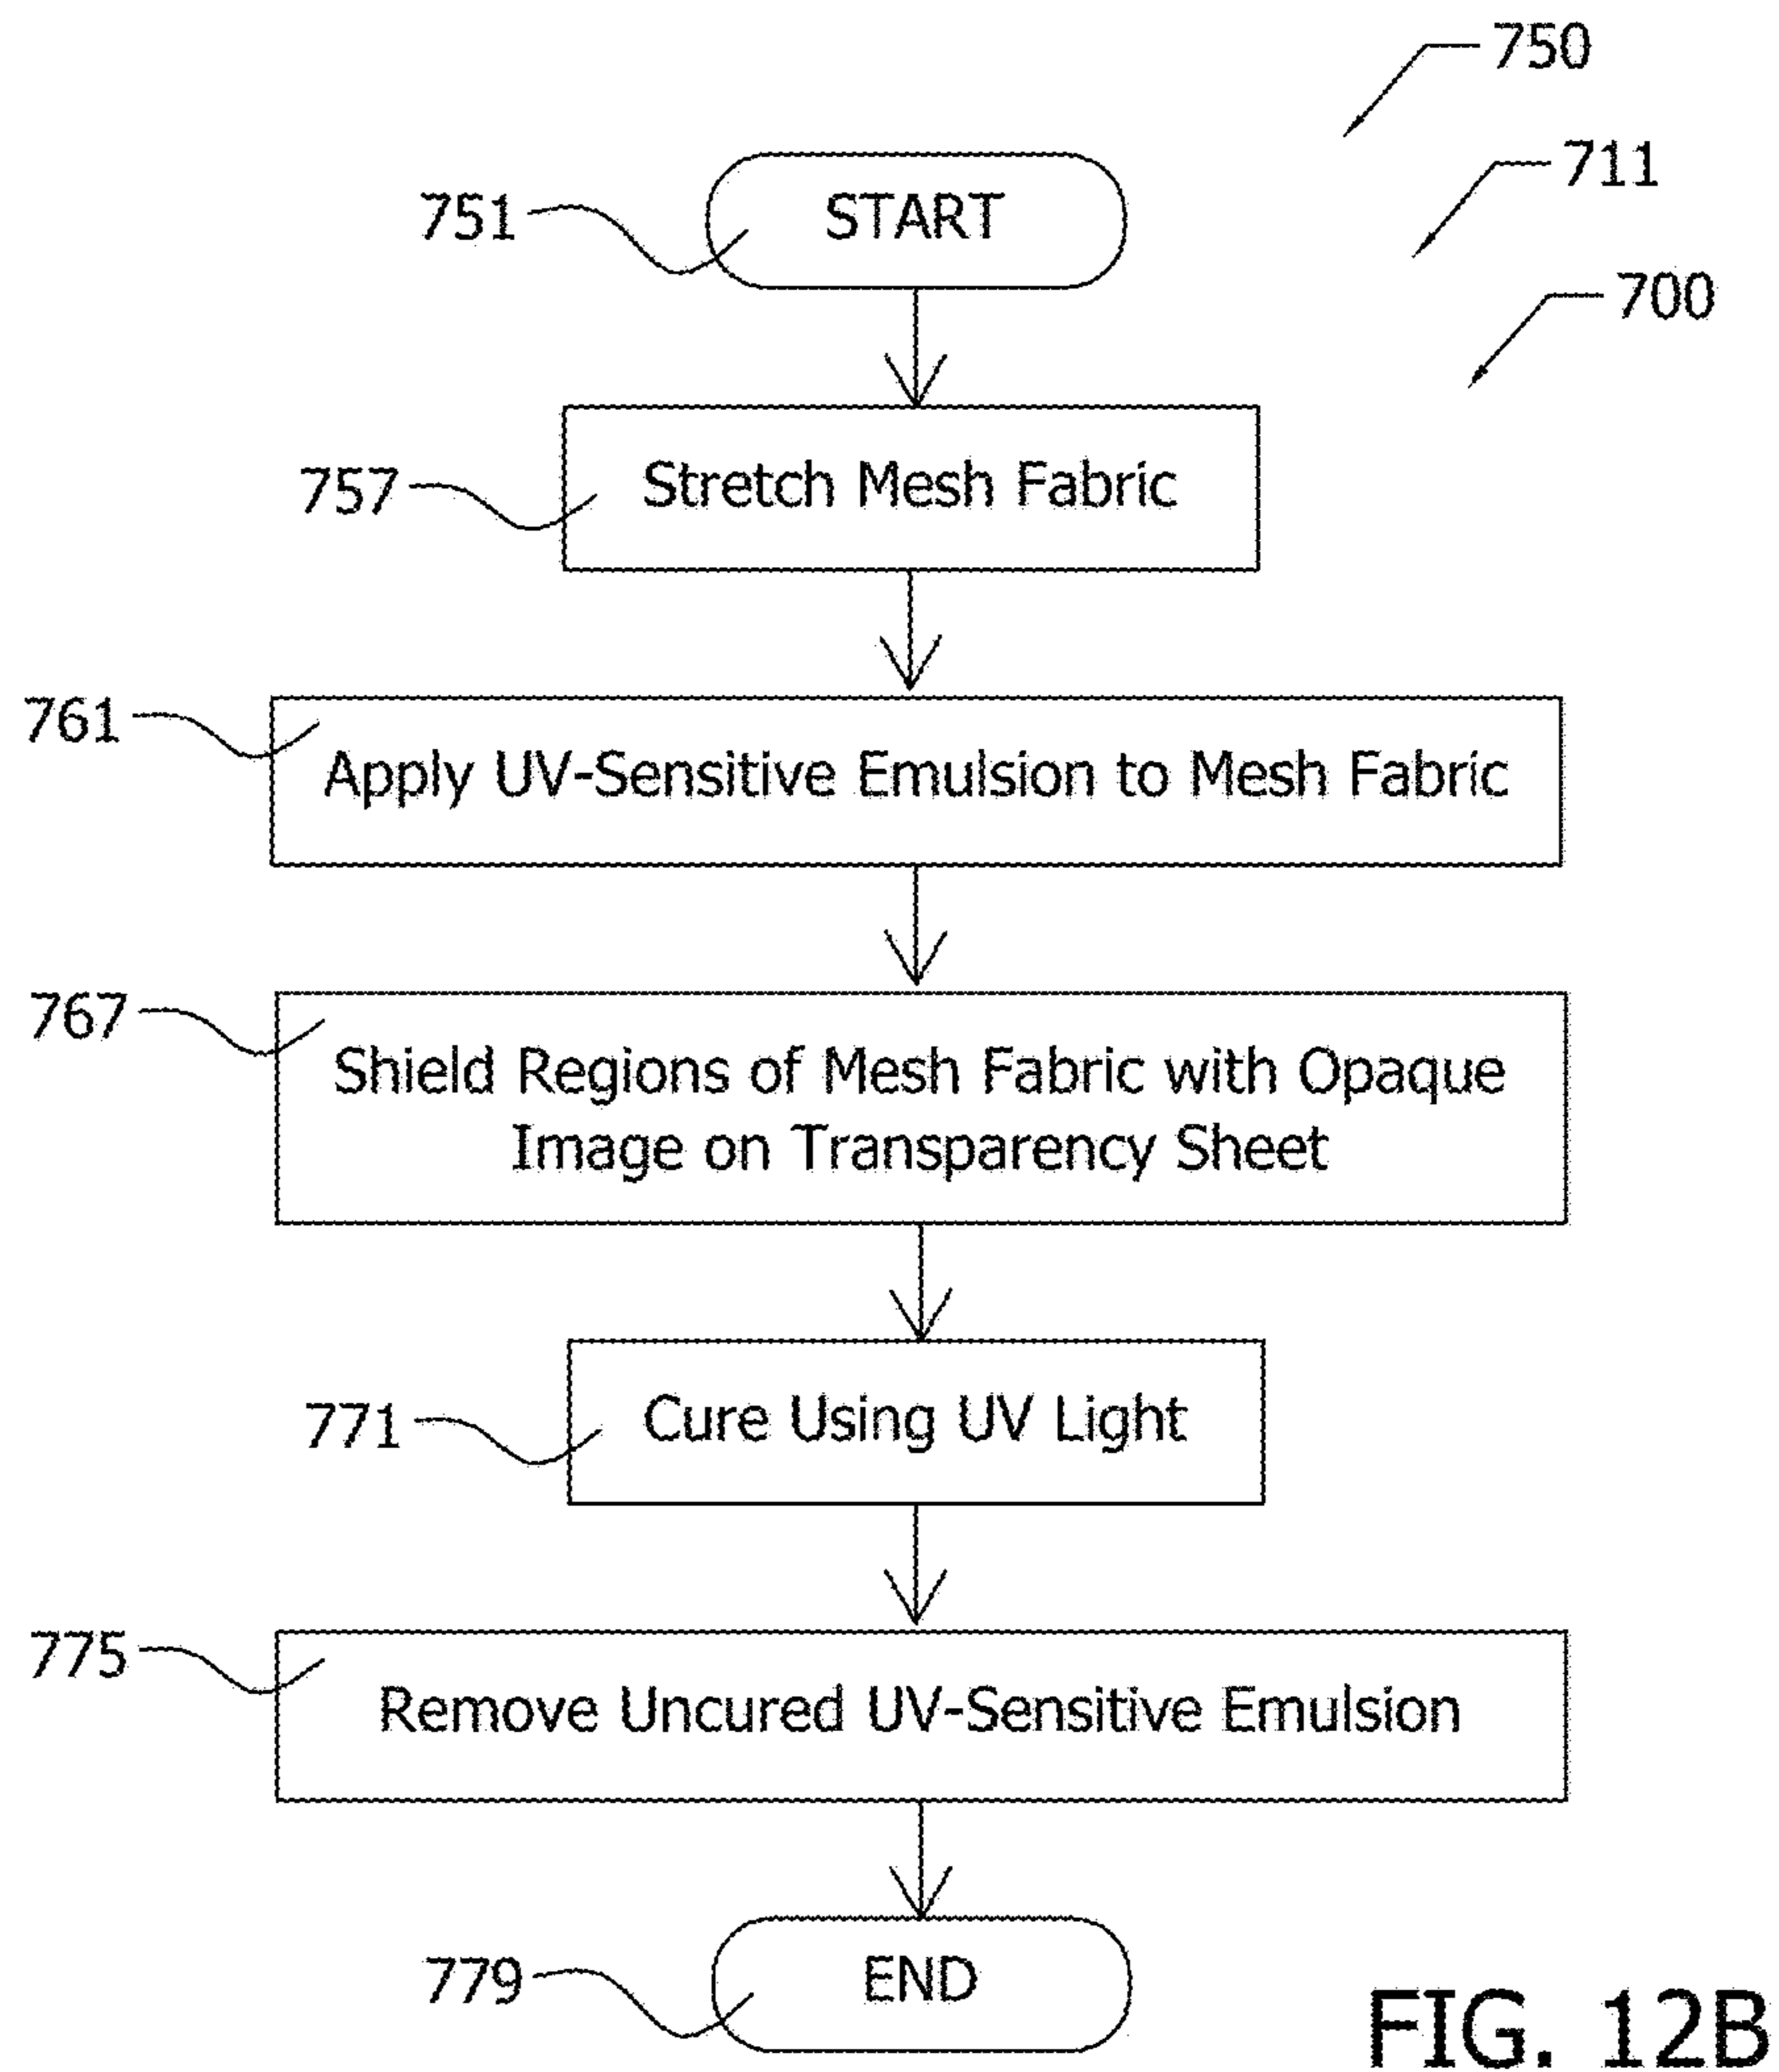 750
711
751
START
700
757
Stretch Mesh Fabric
761
Apply UV-Sensitive Emulsion to Mesh Fabric
767
Shield Regions of Mesh Fabric with Opaque
Image on Transparency Sheet
771
Cure Using UV Light
775
Remove Uncured UV-Sensitive Emulsion
779
END
FIG. 12B